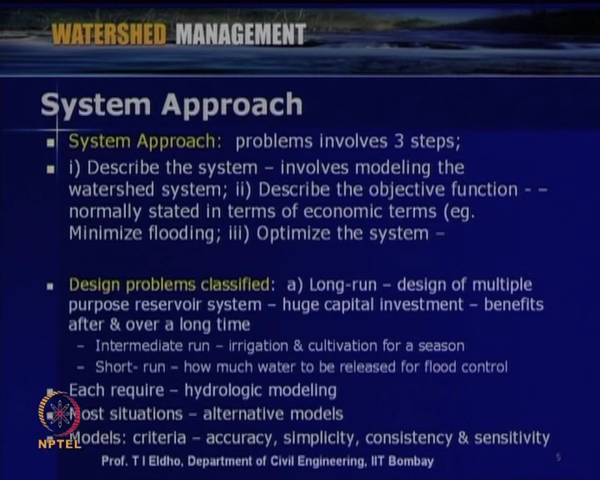 WATERSHED MANAGEMENT
System Approach
System Approach: problems involves 3 steps;
i) Describe the system – involves modeling the
watershed system; ii) Describe the objective function - –
normally stated in terms of economic terms (eg.
Minimize flooding; iii) Optimize the system –
Design problems classified: a) Long-run – design of multiple
purpose reservoir system – huge capital investment – benefits
after & over a long time
– Intermediate run – irrigation & cultivation for a season
– Short- run – how much water to be released for flood control
Each require – hydrologic modeling
Most situations – alternative models
Models: criteria – accuracy, simplicity, consistency & sensitivity
NPTEL
Prof. T I Eldho, Department of Civil Engineering, IIT Bombay
5